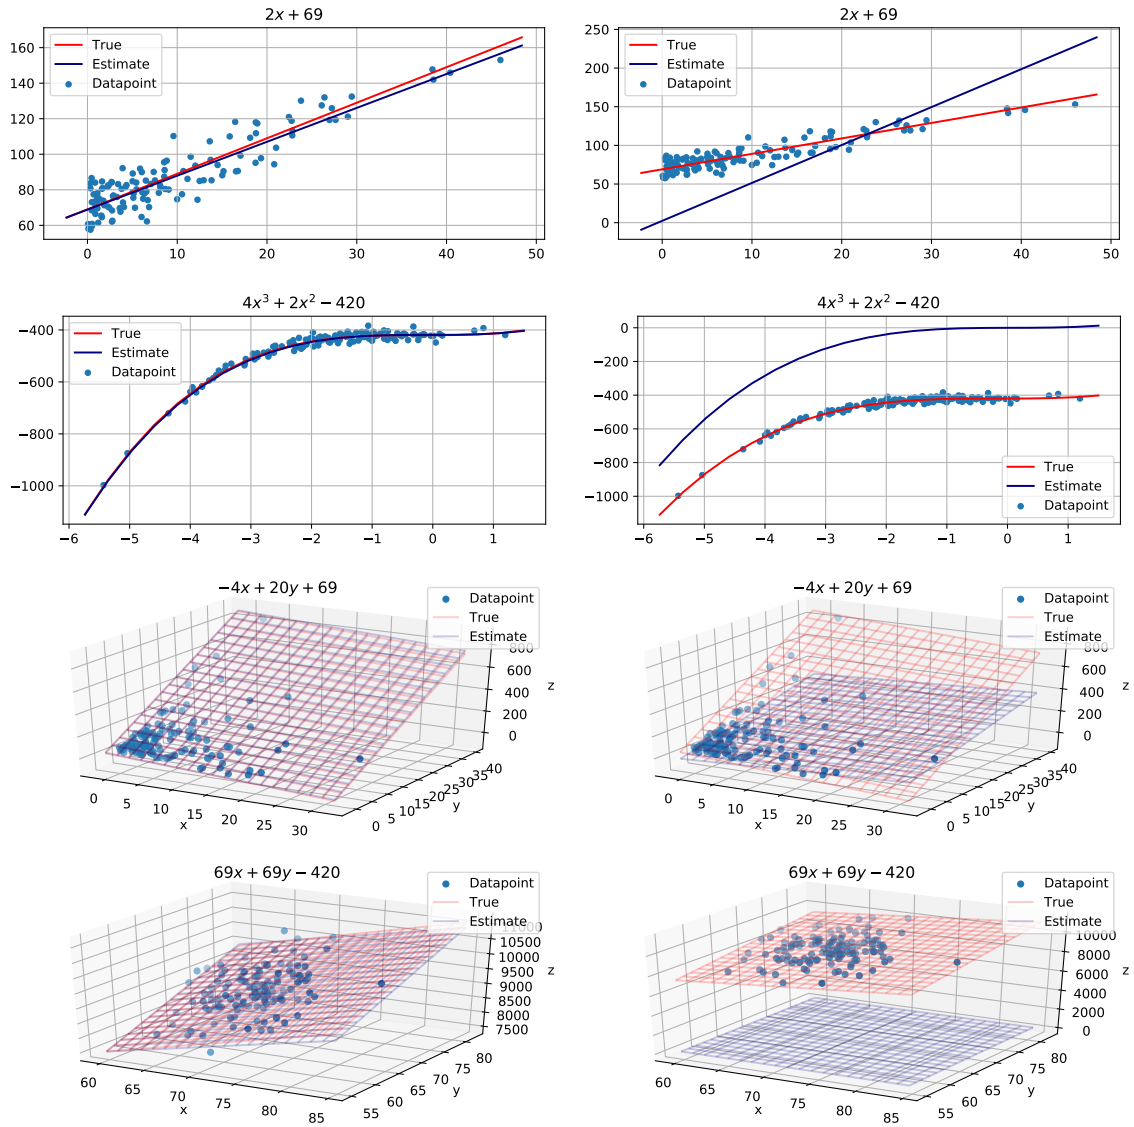 2x + 69
True
Estimate
Datapoint
160
140
120
100
80
60
0 10 20 30 40 50
2x + 69
True
Estimate
Datapoint
250
200
150
100
50
0
0 10 20 30 40 50
4x³ + 2x² − 420
True
Estimate
Datapoint
−400
−600
−800
−1000
−6 −5 −4 −3 −2 −1 0 1
4x³ + 2x² − 420
0
−200
−400
−600
−800
−1000
True
Estimate
Datapoint
−6 −5 −4 −3 −2 −1 0 1
−4x + 20y + 69
Datapoint
True
Estimate
800
600
400
200
0
z
0 5 10 15 20 25 30
x
0 5 10 15 20 25 30 35 40
y
−4x + 20y + 69
Datapoint
True
Estimate
800
600
400
200
0
z
0 5 10 15 20 25 30
x
0 5 10 15 20 25 30 35 40
y
69x + 69y − 420
Datapoint
True
Estimate
11000
10500
10000
9500
9000
8500
8000
7500
z
60 65 70 75 80 85
x
55 60 65 70 75 80
y
69x + 69y − 420
Datapoint
True
Estimate
10000
8000
6000
4000
2000
0
z
60 65 70 75 80 85
x
55 60 65 70 75 80
y